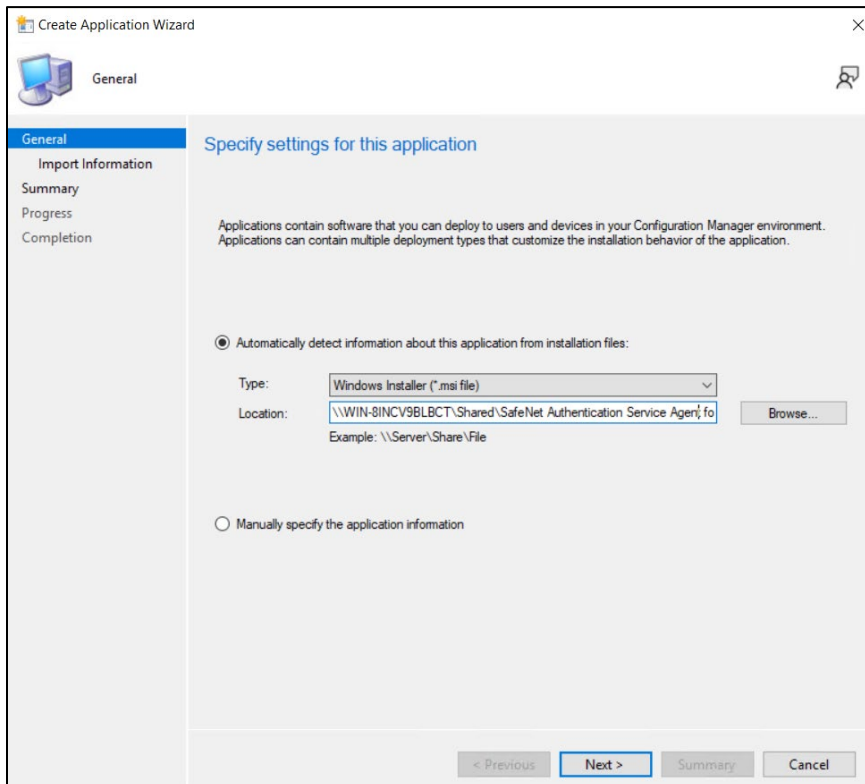 Create Application Wizard
General
General
Import Information
Summary
Progress
Completion
Specify settings for this application
Applications contain software that you can deploy to users and devices in your Configuration Manager environment.
Applications can contain multiple deployment types that customize the installation behavior of the application.
Automatically detect information about this application from installation files:
Type: Windows Installer (*.msi file)
Location: \\WIN-8INCV9BLBCT\Shared\SafeNet Authentication Service Agent fo Browse...
Example: \\Server\Share\File
Manually specify the application information
< Previous Next > Summary Cancel